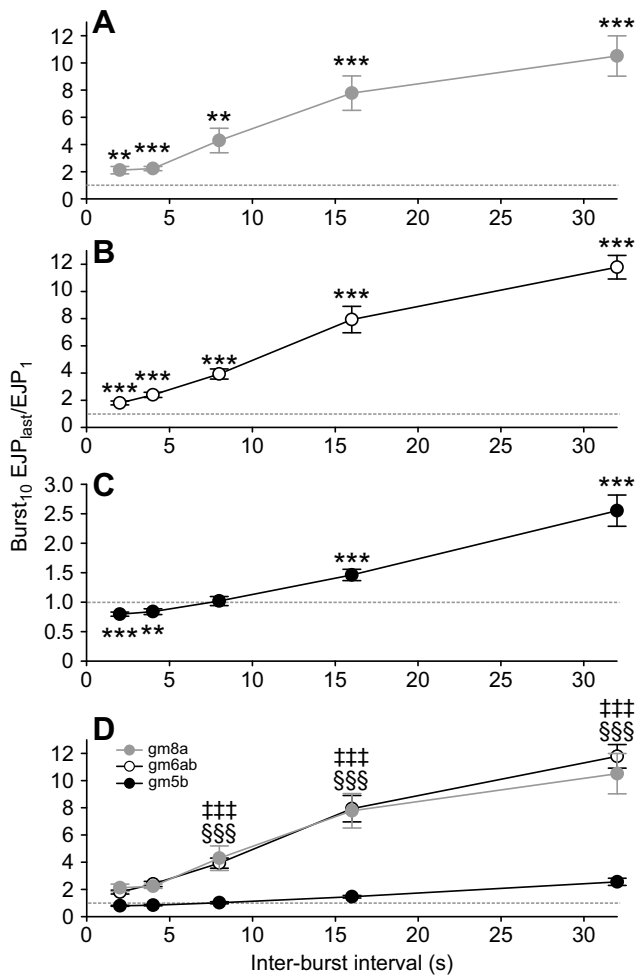 A
12
10
8
6
4
2
0
** *** ** *** ***
0 5 10 15 20 25 30
B
12
10
8
6
4
2
0
*** *** *** *** ***
0 5 10 15 20 25 30
Burst10 EJPlast/EJP1
C
3.0
2.5
2.0
1.5
1.0
0.5
0
*** ** *** ***
0 5 10 15 20 25 30
D
gm8a
gm6ab
gm5b
12
10
8
6
4
2
0
‡‡‡ ‡‡‡ ‡‡‡
§§§ §§§ §§§
0 5 10 15 20 25 30
Inter-burst interval (s)